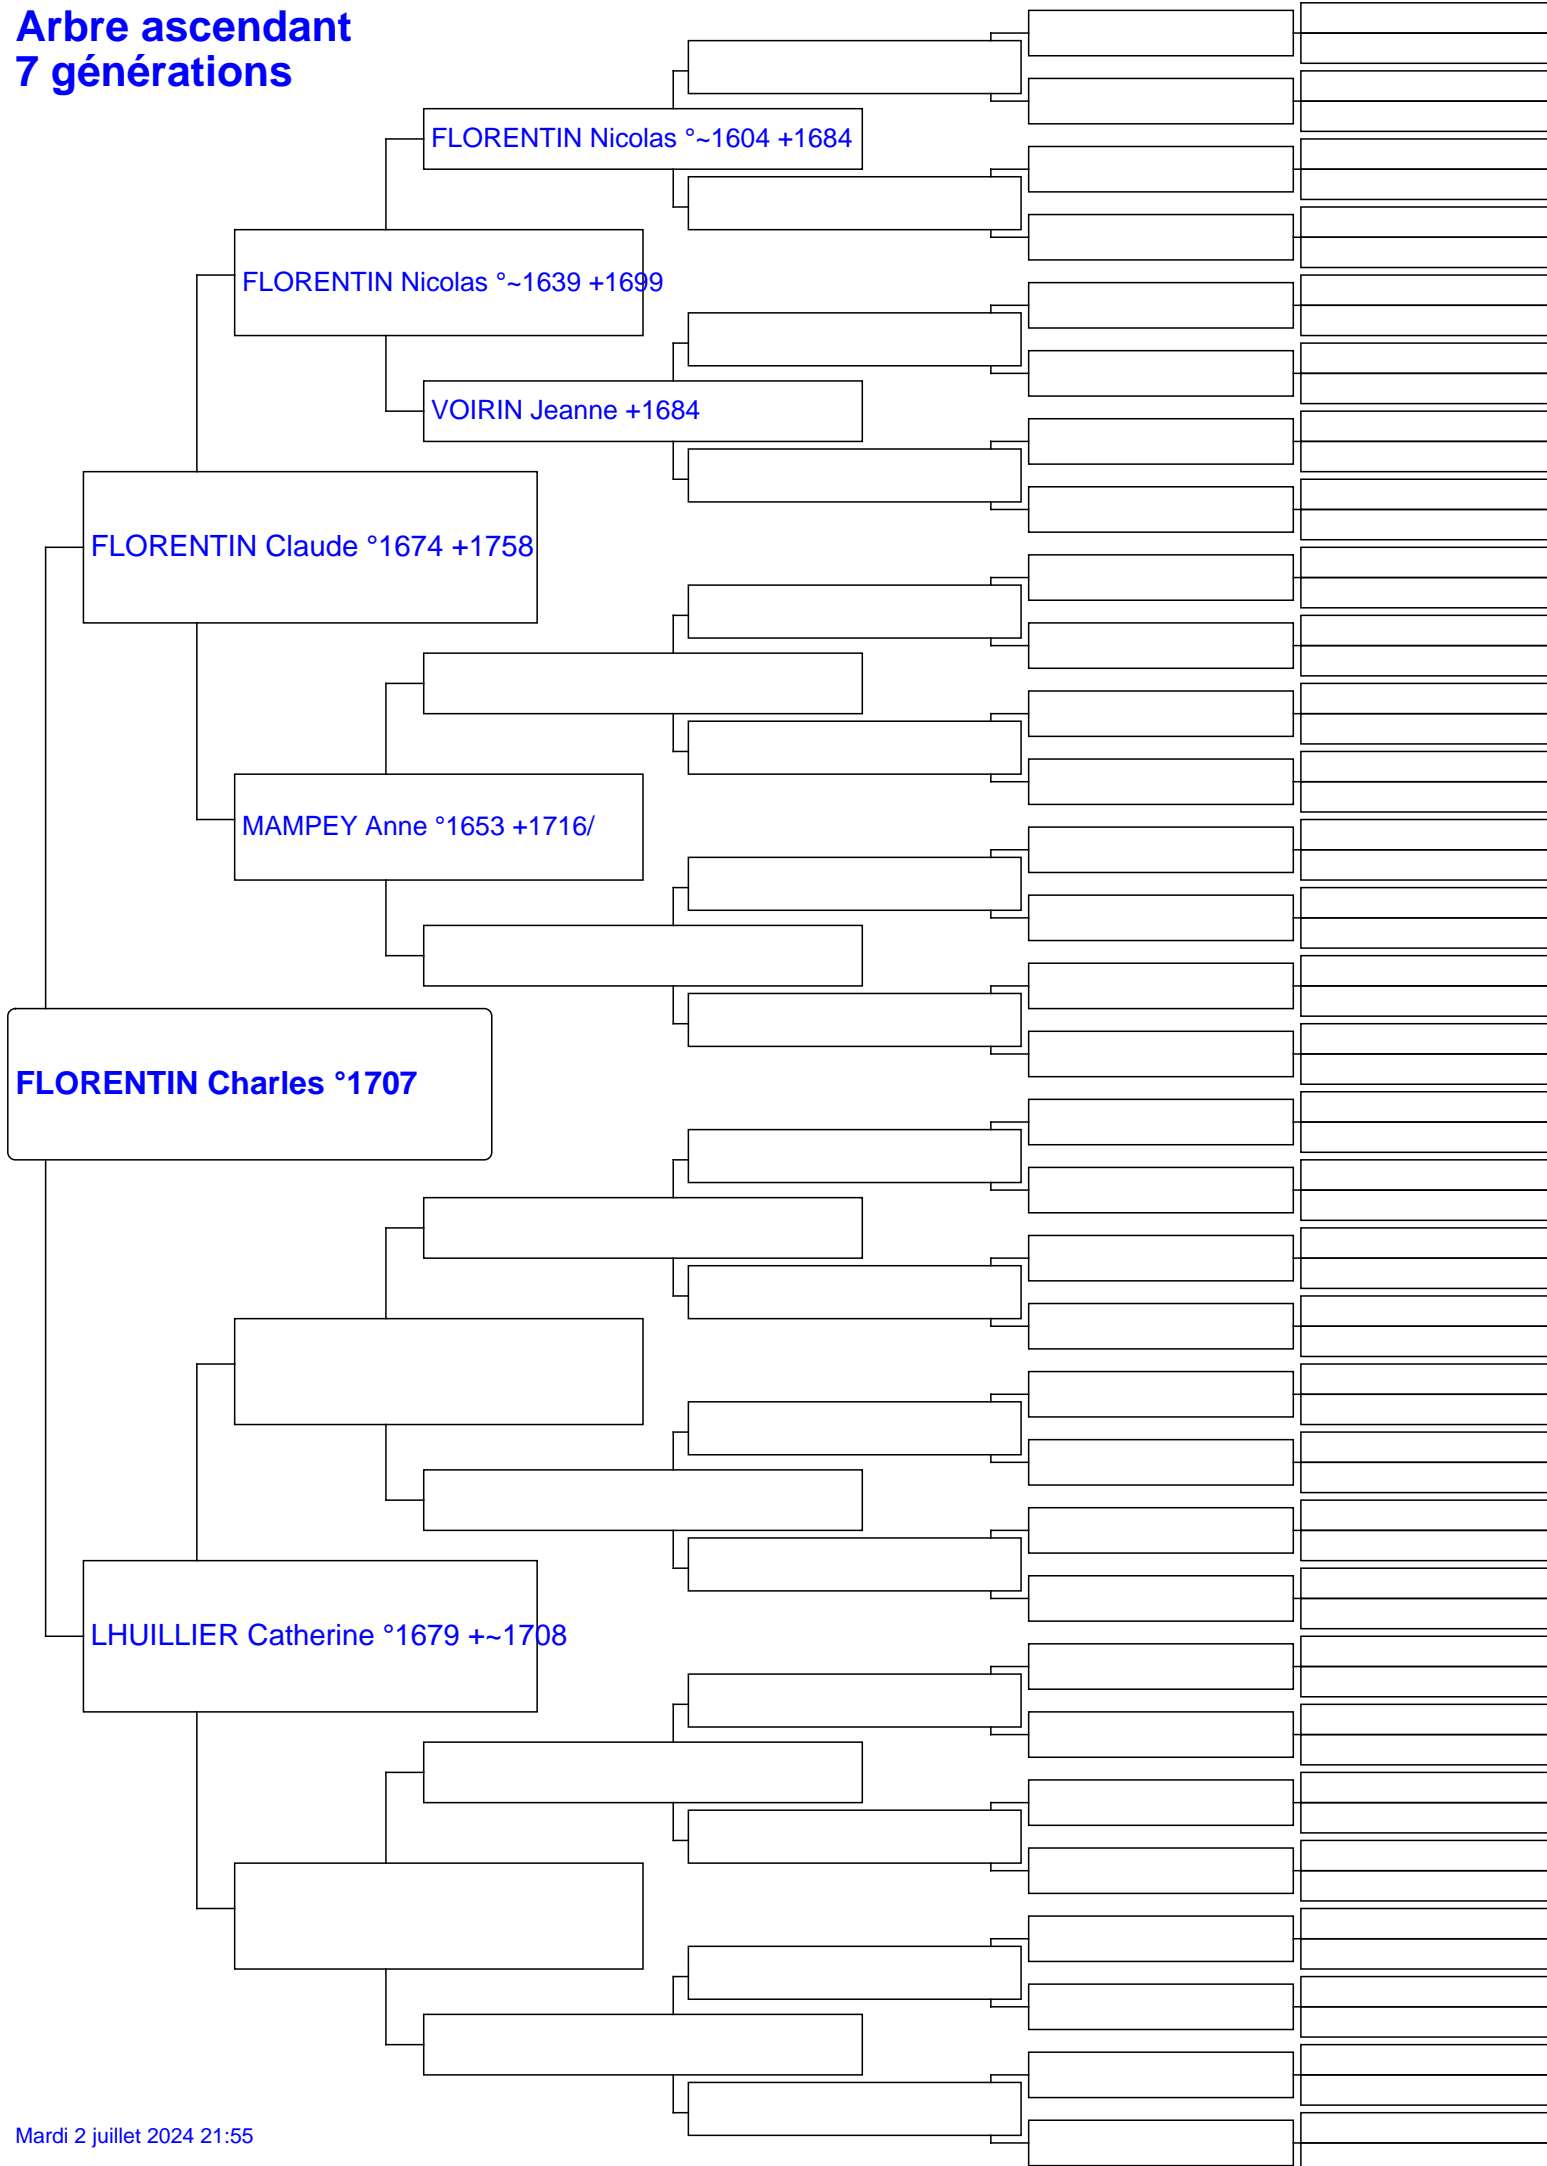 Arbre ascendant
7 générations
FLORENTIN Nicolas °~1604 +1684
FLORENTIN Nicolas °~1639 +1699
VOIRIN Jeanne +1684
FLORENTIN Claude °1674 +1758
MAMPEY Anne °1653 +1716/
FLORENTIN Charles °1707
LHUILLIER Catherine °1679 +~1708
Mardi 2 juillet 2024 21:55